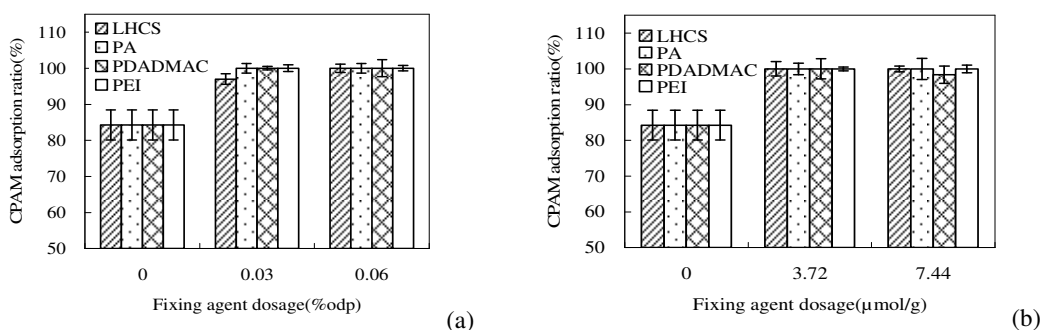 110
100
90
80
70
60
50
CPAM adsorption ratio(%)
LHCS
PA
PDADMAC
PEI
0 0.03 0.06
Fixing agent dosage(%odp)
(a)
110
100
90
80
70
60
50
CPAM adsorption ratio(%)
LHCS
PA
PDADMAC
PEI
0 3.72 7.44
Fixing agent dosage(μmol/g)
(b)